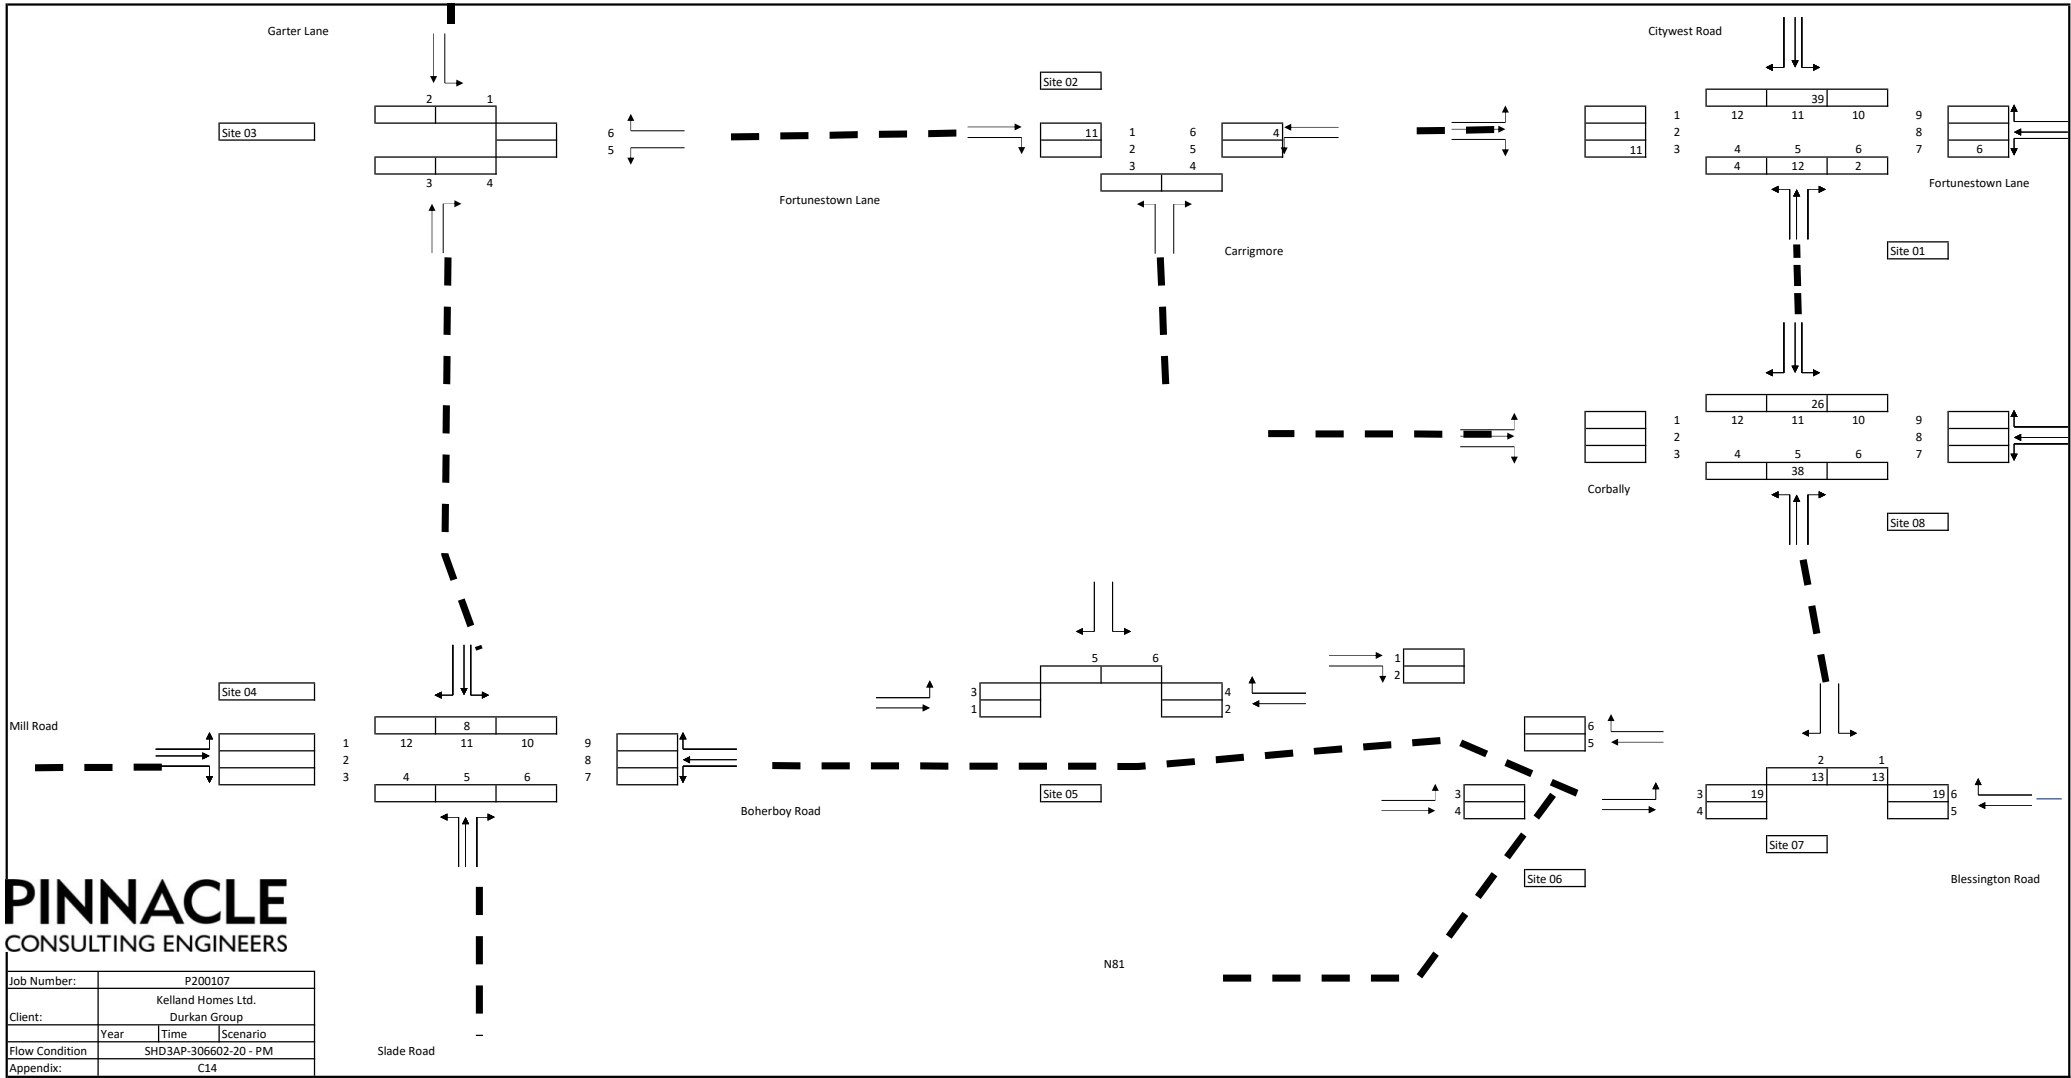 Garter Lane
Citywest Road
Site 02
2 1
39
Site 03
6
5
11 1 6 4
2 5
3 4
1 12 11 10 9
2 8
11 3 4 5 6 7 6
4 12 2
3 4
Fortunestown Lane
Fortunestown Lane
Carrigmore
Site 01
26
1 12 11 10 9
2 8
3 4 5 6 7
38
Corbally
Site 08
5 6
1
2
3 4
1 2
Site 04
Mill Road
8
1 12 11 10 9
2 8
3 4 5 6 7
6
5
2 1
13 13
3 3 19 19 6
4 4 5
Site 05
Boherboy Road
Site 07
Site 06
Blessington Road
N81
PINNACLE
CONSULTING ENGINEERS
Job Number: P200107
Kelland Homes Ltd.
Client: Durkan Group
Year Time Scenario
Flow Condition SHD3AP-306602-20 - PM
Appendix: C14
Slade Road